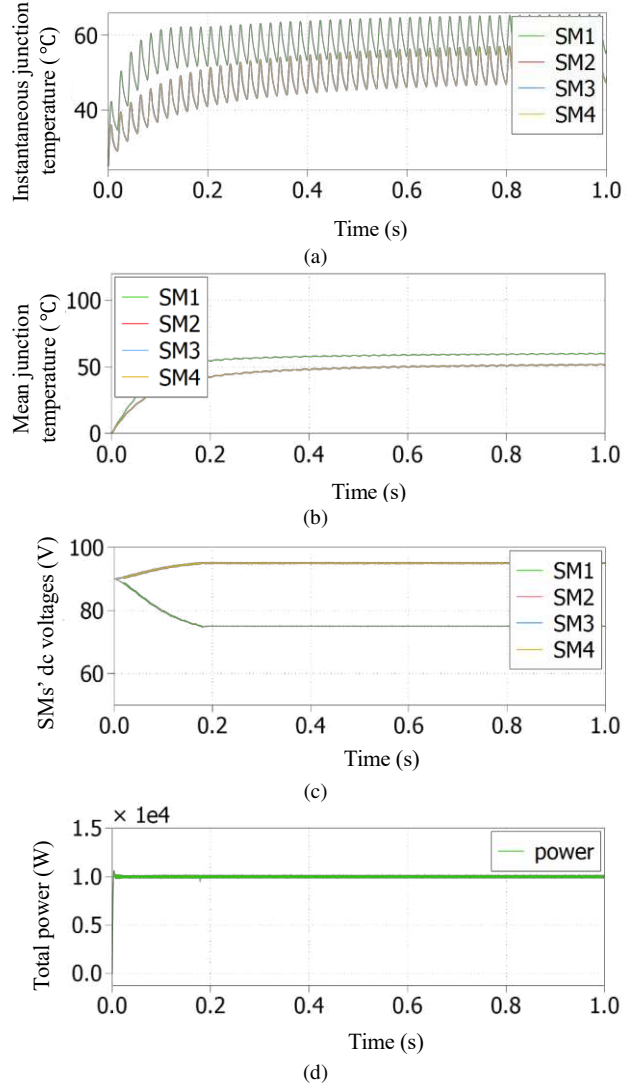 Instantaneous junction
temperature (℃)
60
40
SM1
SM2
SM3
SM4
0.0 0.2 0.4 0.6 0.8 1.0
Time (s)
(a)
Mean junction
temperature (℃)
100
50
0
SM1
SM2
SM3
SM4
0.0 0.2 0.4 0.6 0.8 1.0
Time (s)
(b)
SMs' dc voltages (V)
100
80
60
SM1
SM2
SM3
SM4
0.0 0.2 0.4 0.6 0.8 1.0
Time (s)
(c)
× 1e4
Total power (W)
1.5
1.0
0.5
0.0
power
0.0 0.2 0.4 0.6 0.8 1.0
Time (s)
(d)